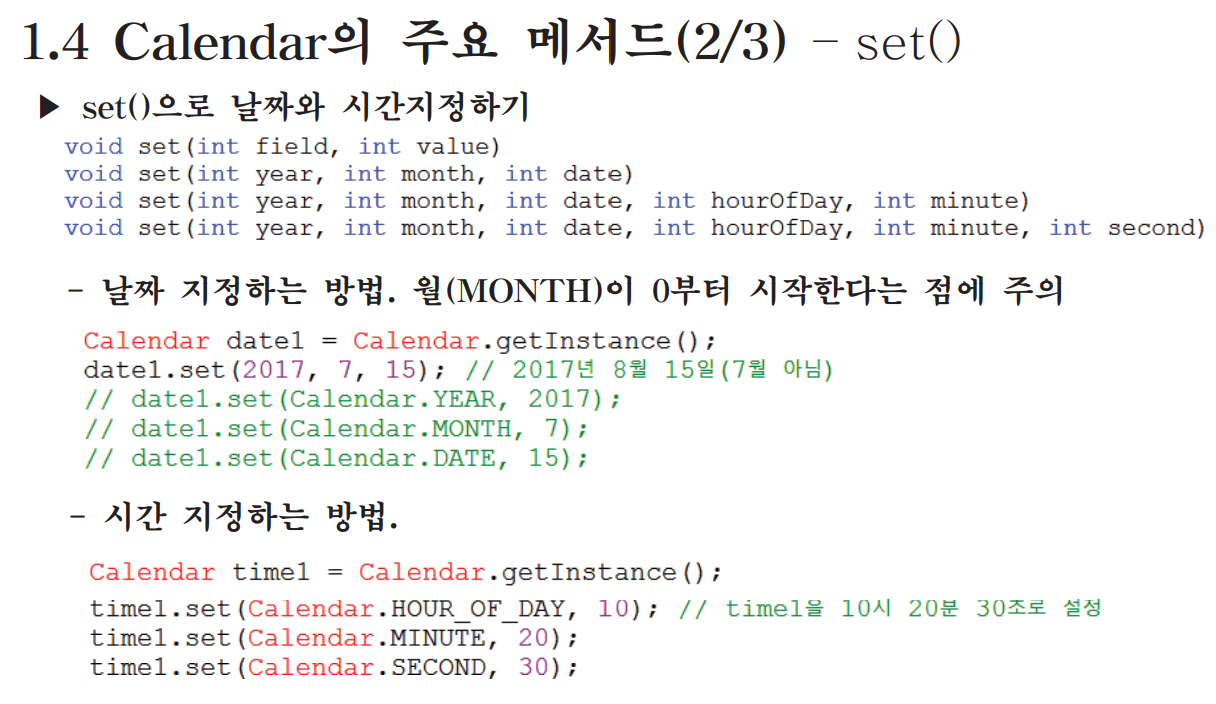 1.4 Calendar의 주요 메서드(2/3) – set()
▶ set()으로 날짜와 시간지정하기
void set(int field, int value)
void set(int year, int month, int date)
void set(int year, int month, int date, int hourOfDay, int minute)
void set(int year, int month, int date, int hourOfDay, int minute, int second)
- 날짜 지정하는 방법. 월(MONTH)이 0부터 시작한다는 점에 주의
Calendar date1 = Calendar.getInstance();
date1.set(2017, 7, 15); // 2017년 8월 15일(7월 아님)
// date1.set(Calendar.YEAR, 2017);
// date1.set(Calendar.MONTH, 7);
// date1.set(Calendar.DATE, 15);
- 시간 지정하는 방법.
Calendar time1 = Calendar.getInstance();
time1.set(Calendar.HOUR_OF_DAY, 10); // time1을 10시 20분 30조로 설정
time1.set(Calendar.MINUTE, 20);
time1.set(Calendar.SECOND, 30);